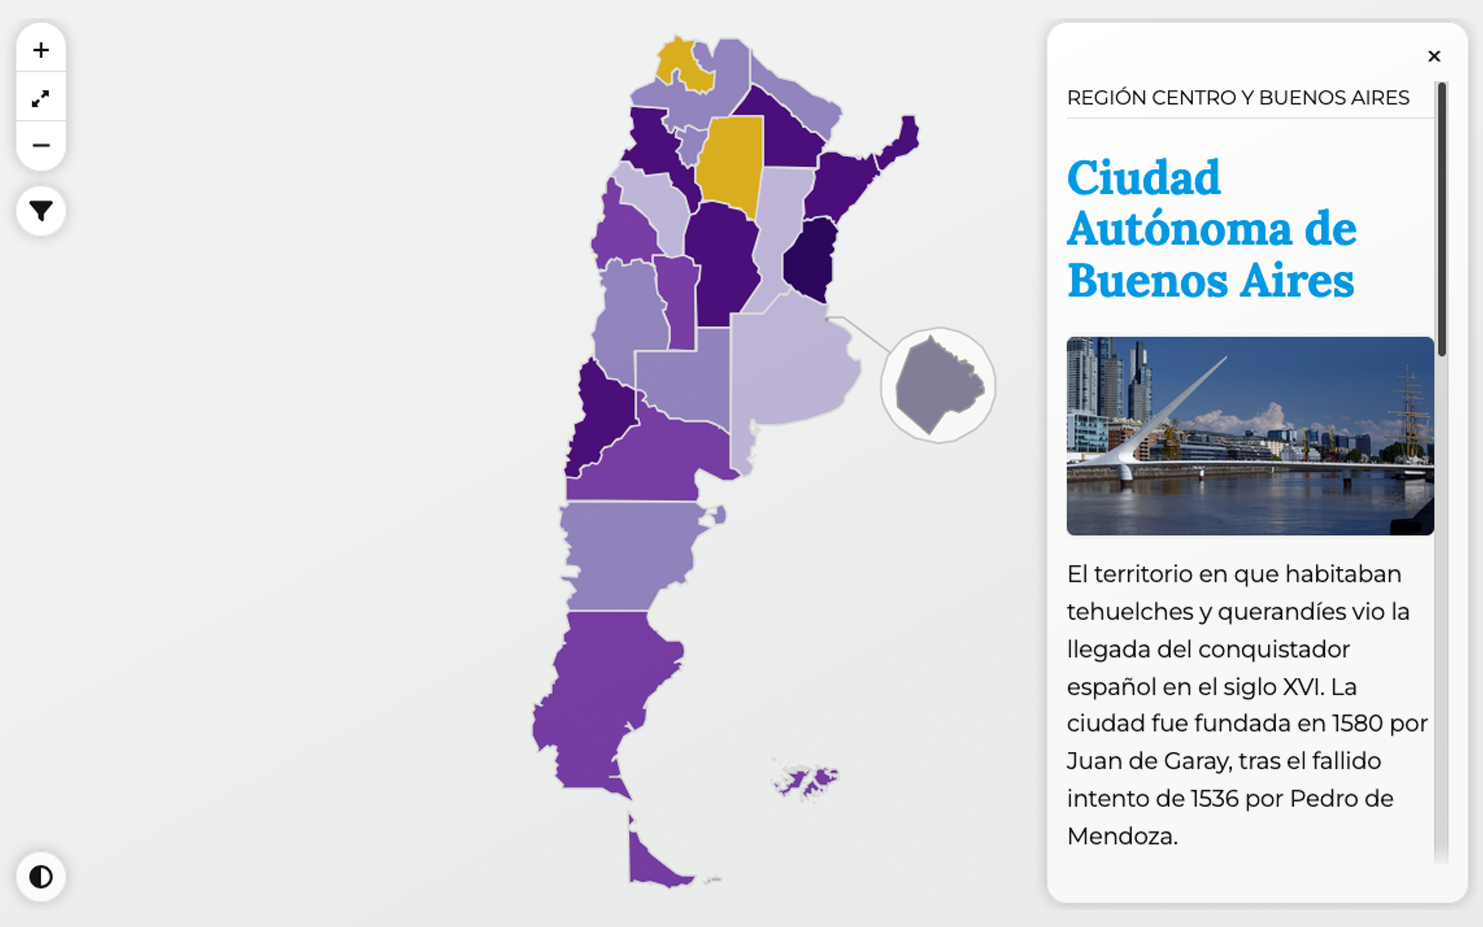 REGIÓN CENTRO Y BUENOS AIRES
Ciudad
Autónoma de
Buenos Aires
El territorio en que habitaban
tehuelches y querandíes vio la
llegada del conquistador
español en el siglo XVI. La
ciudad fue fundada en 1580 por
Juan de Garay, tras el fallido
intento de 1536 por Pedro de
Mendoza.